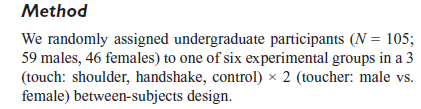 Method
We randomly assigned undergraduate participants (N = 105;
59 males, 46 females) to one of six experimental groups in a 3
(touch: shoulder, handshake, control) × 2 (toucher: male vs.
female) between-subjects design.